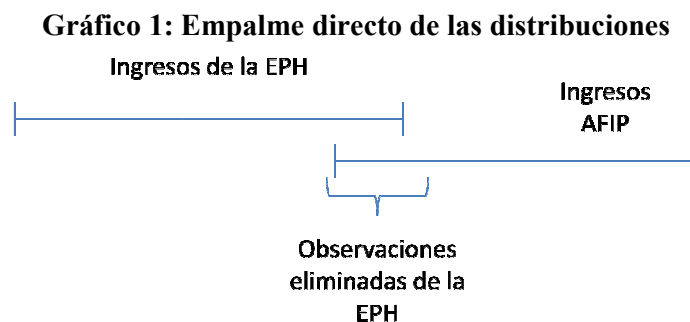 Gráfico 1: Empalme directo de las distribuciones
Ingresos de la EPH
Ingresos
AFIP
Observaciones
eliminadas de la
EPH